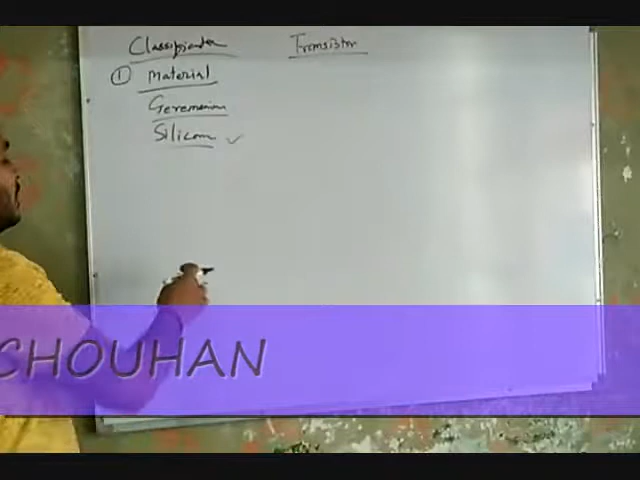 Classification Transistor
① Material
Geremanium
Silicon ✓
CHOUHAN